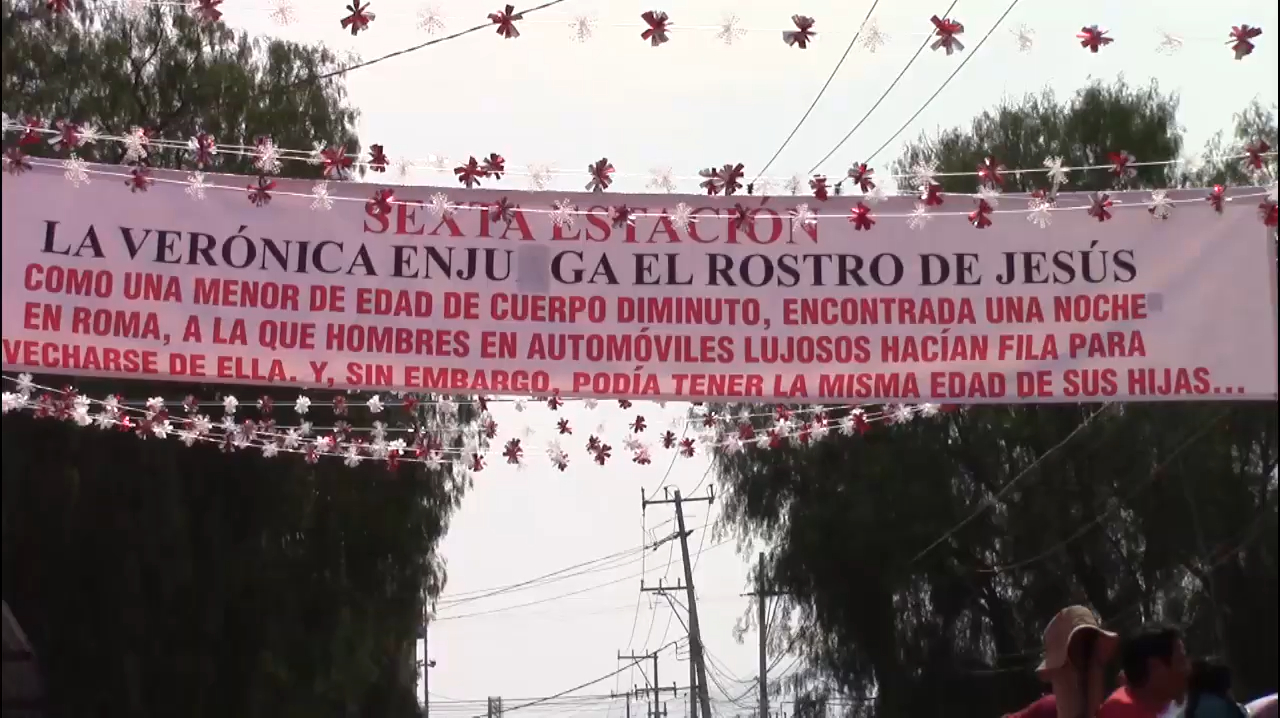 SEXTA ESTACIÓN
LA VERÓNICA ENJU GA EL ROSTRO DE JESÚS
COMO UNA MENOR DE EDAD DE CUERPO DIMINUTO, ENCONTRADA UNA NOCHE
EN ROMA, A LA QUE HOMBRES EN AUTOMÓVILES LUJOSOS HACÍAN FILA PARA
VECHARSE DE ELLA. Y, SIN EMBARGO, PODÍA TENER LA MISMA EDAD DE SUS HIJAS...